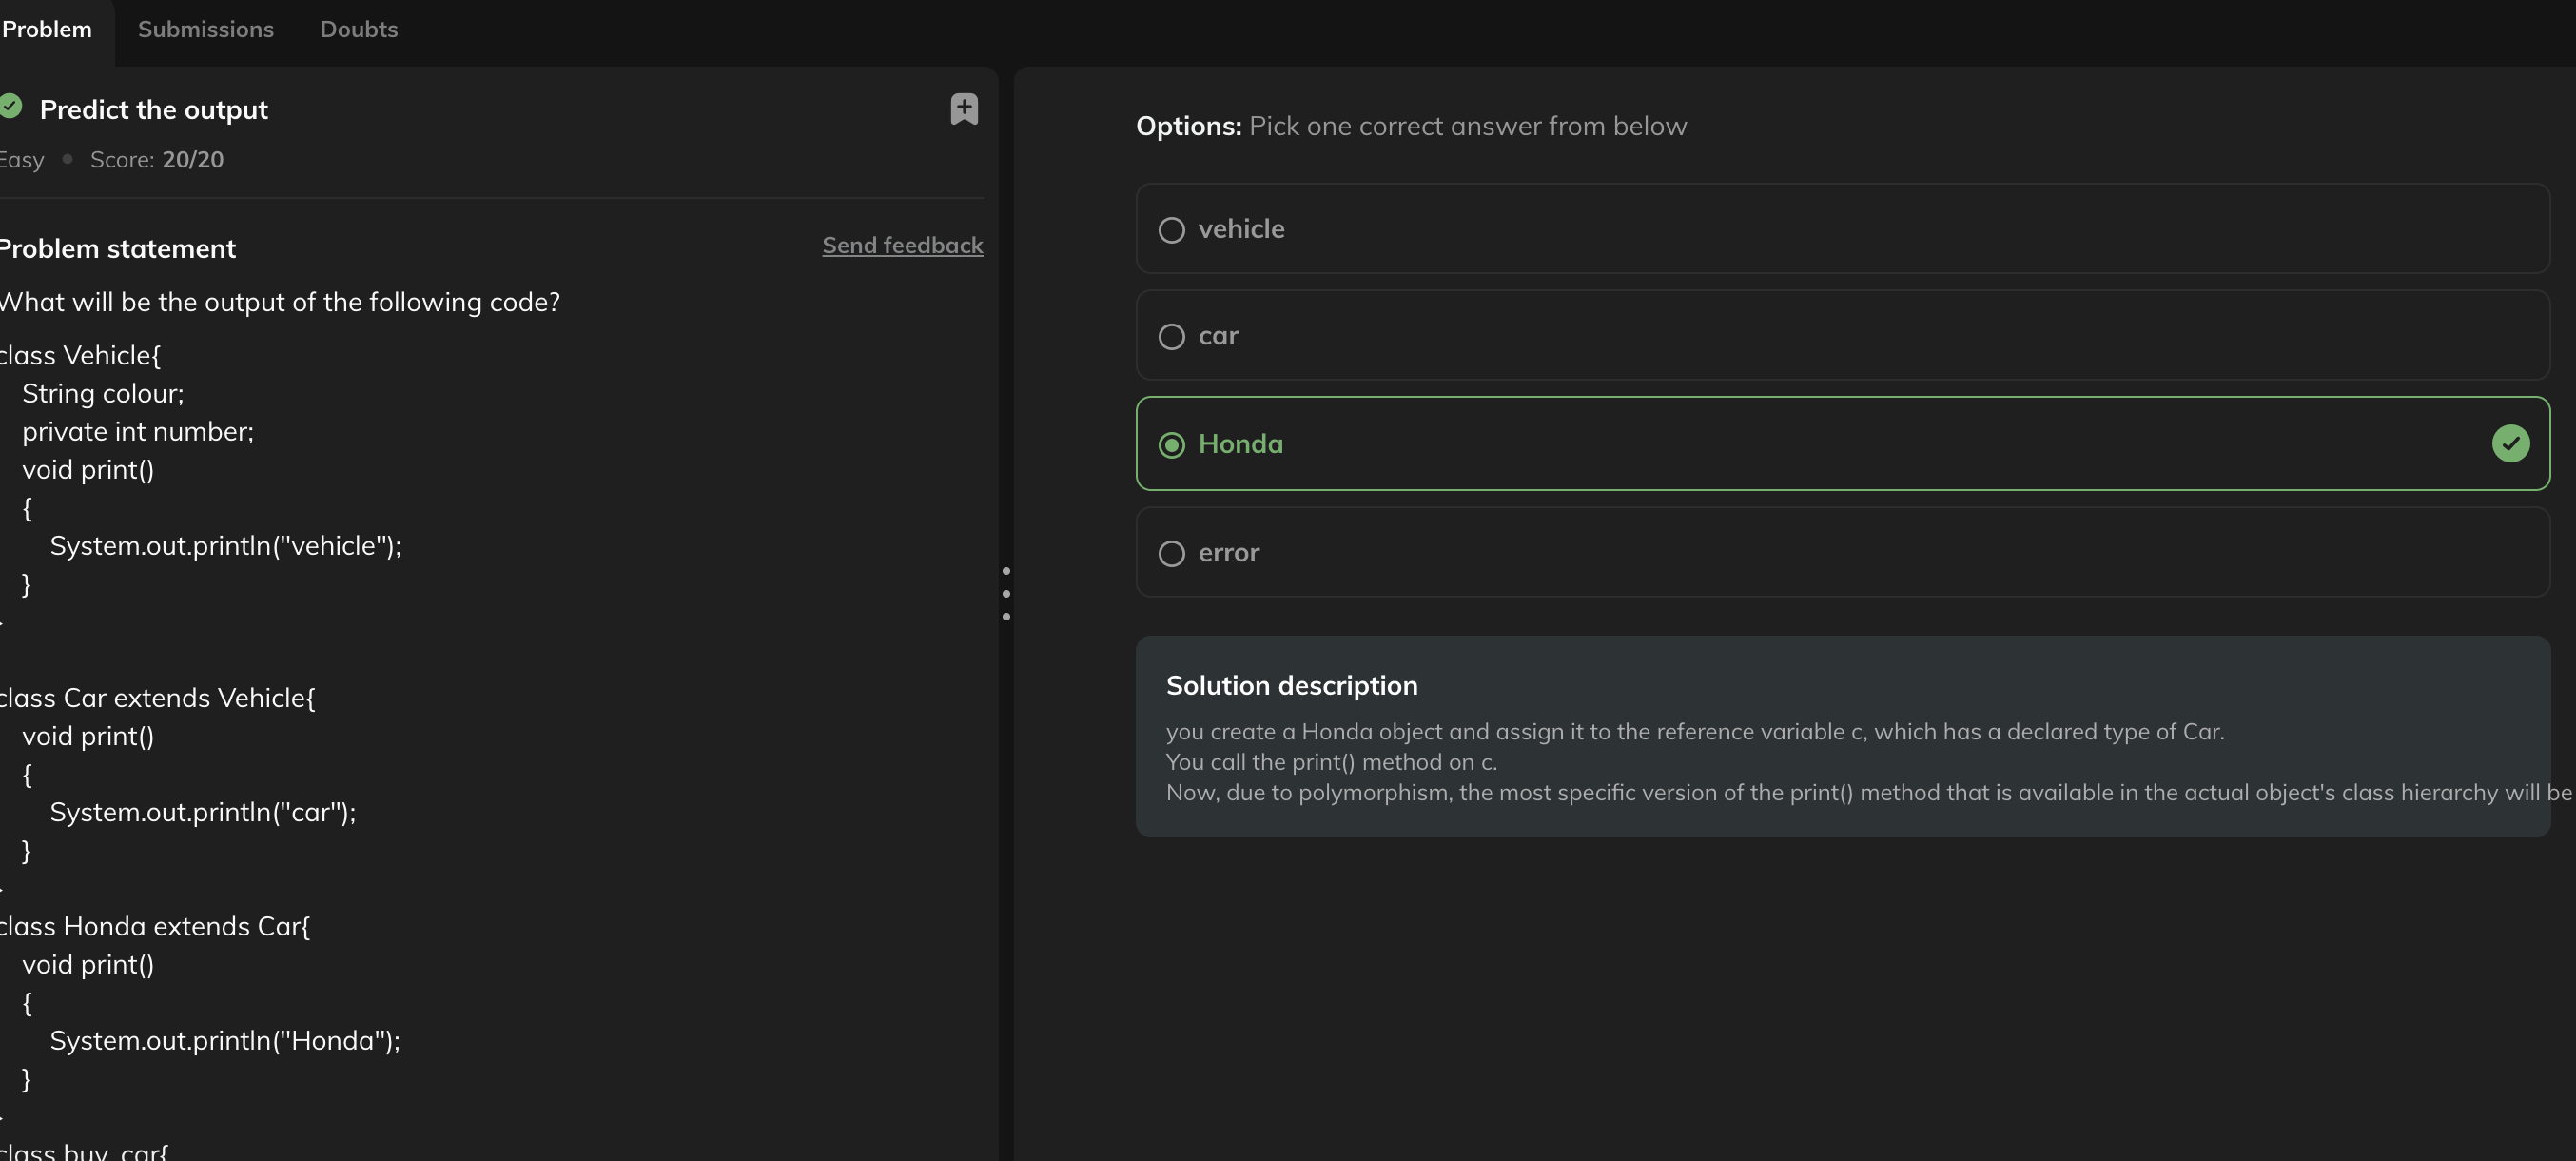 Problem Submissions Doubts
Predict the output
Easy • Score: 20/20
Problem statement
Send feedback
What will be the output of the following code?
class Vehicle{
String colour;
private int number;
void print()
{
System.out.println("vehicle");
}
}
class Car extends Vehicle{
void print()
{
System.out.println("car");
}
}
class Honda extends Car{
void print()
{
System.out.println("Honda");
}
}
class buy_car{
Options: Pick one correct answer from below
vehicle
car
Honda
error
Solution description
you create a Honda object and assign it to the reference variable c, which has a declared type of Car.
You call the print() method on c.
Now, due to polymorphism, the most specific version of the print() method that is available in the actual object's class hierarchy will be